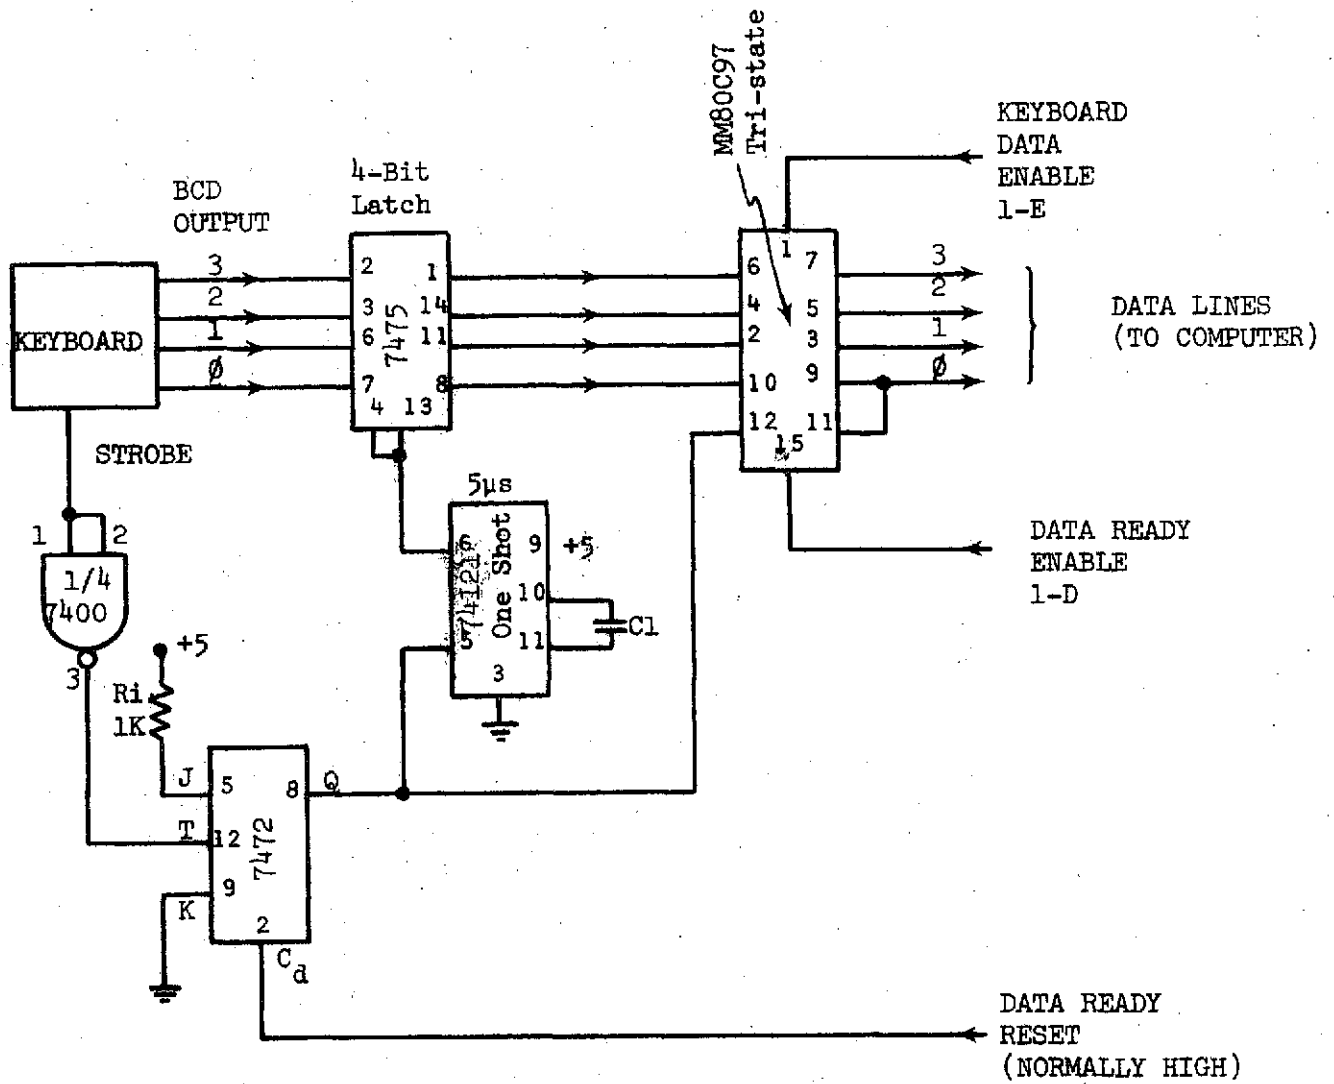 MM80C97
Tri-state
KEYBOARD
DATA
ENABLE
1-E
4-Bit
Latch
BCD
OUTPUT
3
2
1
Ø
KEYBOARD
2
3
6
7
4
13
1
14
11
8
7475
6
4
2
10
12
1
7
5
3
9
11
15
3
2
1
Ø
DATA LINES
(TO COMPUTER)
STROBE
1
2
1/4
7400
3
5µs
6
5
74121
One Shot
9
10
11
3
+5
C1
DATA READY
ENABLE
1-D
+5
Ri
1K
J
T
K
5
12
9
2
8
7472
Q
Cd
DATA READY
RESET
(NORMALLY HIGH)